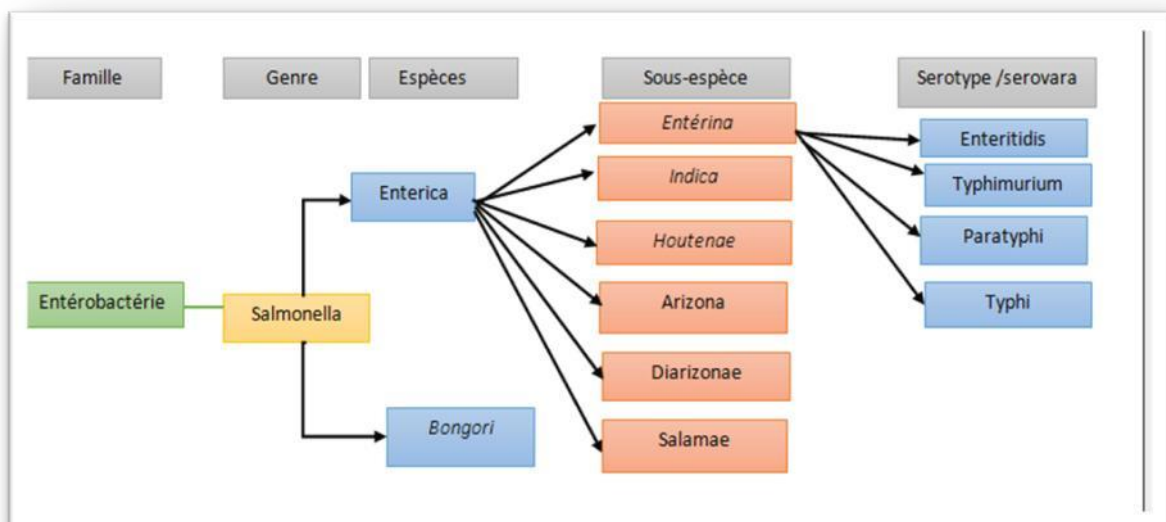 Famille
Genre
Espèces
Sous-espèce
Serotype /serovara
Entérobactérie
Salmonella
Enterica
Bongori
Entérina
Indica
Houtenae
Arizona
Diarizonae
Salamae
Enteritidis
Typhimurium
Paratyphi
Typhi